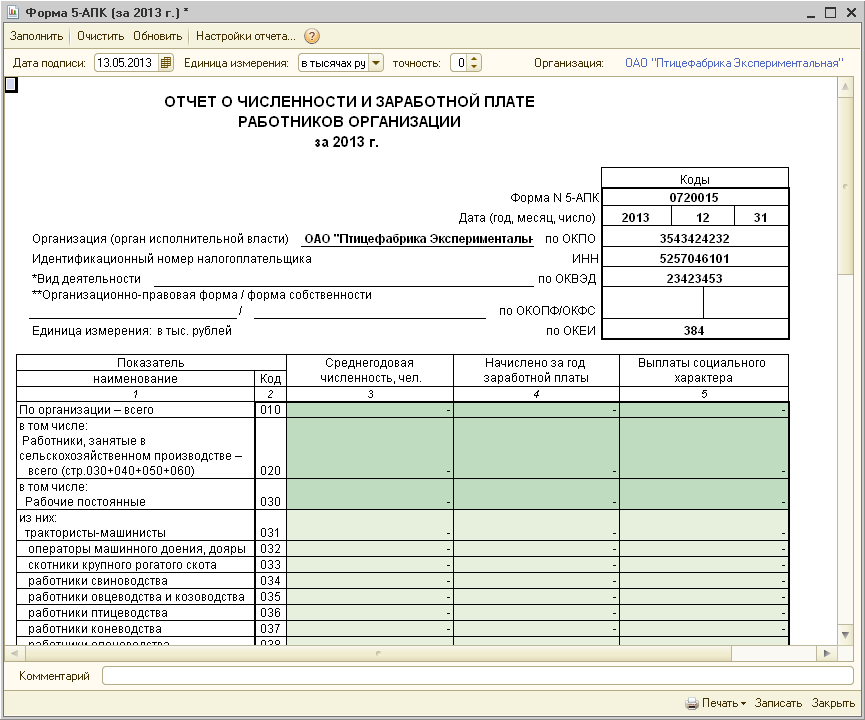 Форма 5-АПК (за 2013 г.) *
Заполнить Очистить Обновить Настройки отчета... ?
Дата подписи: 13.05.2013 Единица измерения: в тысячах ру точность: 0 Организация: ОАО "Птицефабрика Экспериментальная"
ОТЧЕТ О ЧИСЛЕННОСТИ И ЗАРАБОТНОЙ ПЛАТЕ
РАБОТНИКОВ ОРГАНИЗАЦИИ
за 2013 г.
Коды
Форма N 5-АПК 0720015
Дата (год, месяц, число) 2013 12 31
Организация (орган исполнительной власти) ОАО "Птицефабрика Эксперименталь по ОКПО 3543424232
Идентификационный номер налогоплательщика ИНН 5257046101
*Вид деятельности по ОКВЭД 23423453
**Организационно-правовая форма / форма собственности
/ по ОКОПФ/ОКФС
Единица измерения: в тыс. рублей по ОКЕИ 384
Показатель Среднегодовая Начислено за год Выплаты социального
наименование Код численность, чел. заработной платы характера
1 2 3 4 5
По организации – всего 010 - - -
в том числе:
Работники, занятые в
сельскохозяйственном производстве –
всего (стр.030+040+050+060) 020 - - -
в том числе:
Рабочие постоянные 030 - - -
из них:
трактористы-машинисты 031 - - -
операторы машинного доения, дояры 032 - - -
скотники крупного рогатого скота 033 - - -
работники свиноводства 034 - - -
работники овцеводства и козоводства 035 - - -
работники птицеводства 036 - - -
работники коневодства 037 - - -
работники оленеводства 038
Комментарий
Печать Записать Закрыть